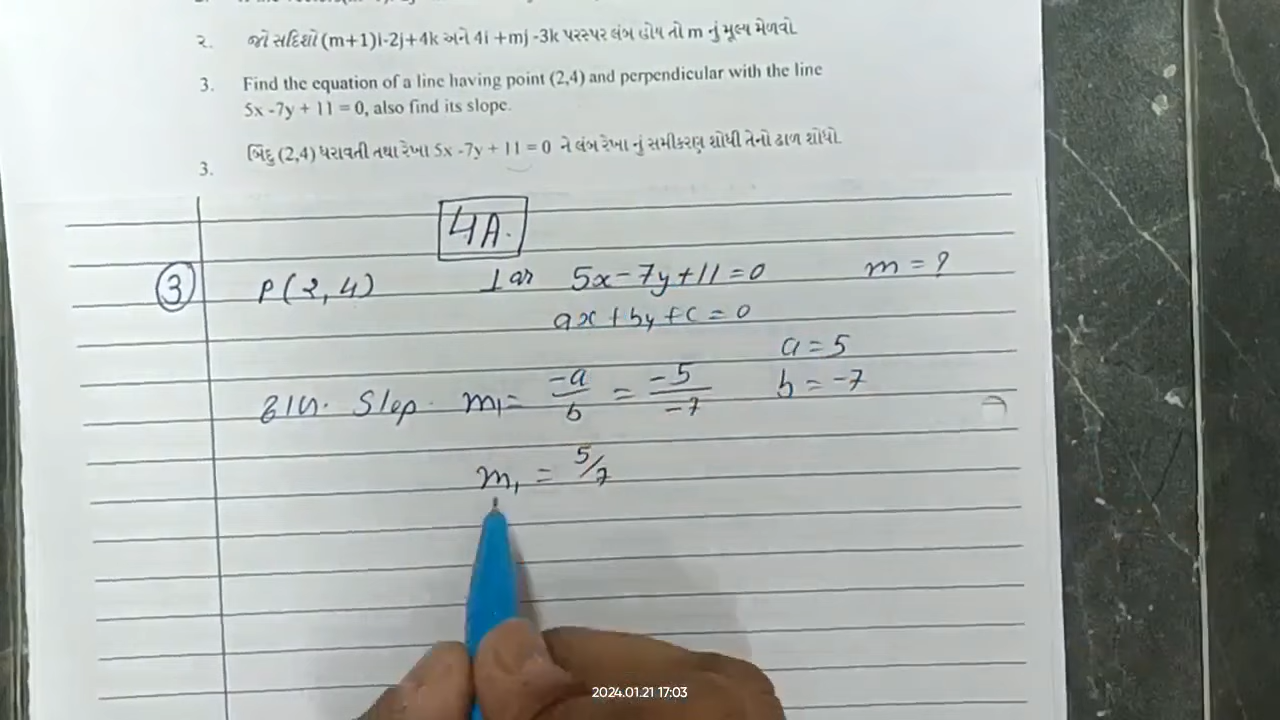 ૨. જો સદિશો (m+1)i-2j+4k અને 4i +mj -3k પરસ્પર લંબ હોય તો m નું મૂલ્ય મેળવો.
3. Find the equation of a line having point (2,4) and perpendicular with the line
5x -7y + 11 = 0, also find its slope.
3. બિંદુ (2,4) ધરાવતી તથા રેખા 5x -7y + 11 = 0 ને લંબ રેખા નું સમીકરણ શોધી તેનો ઢાળ શોધો.
4A.
3 P(2,4) ⊥ar 5x-7y+11=0 m=?
ax+by+c=0
a=5
ઢાળ. Slop. m₁= -a/b = -5/-7 b=-7
m₁ = 5/7
2024.01.21 17:03